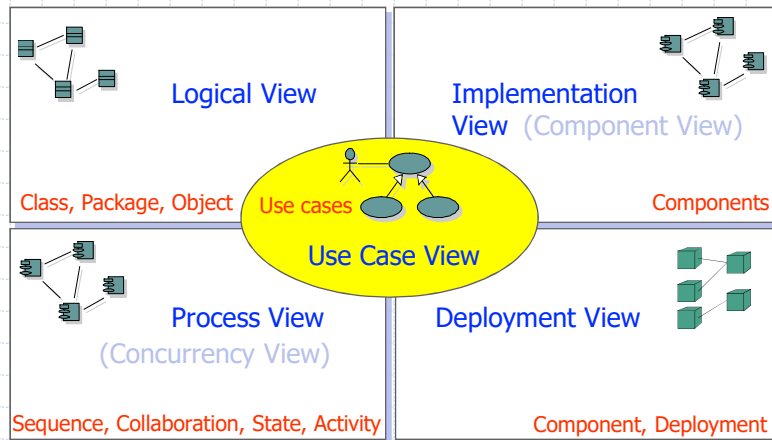 Logical View
Class, Package, Object
Implementation
View (Component View)
Components
Use cases
Use Case View
Process View
(Concurrency View)
Sequence, Collaboration, State, Activity
Deployment View
Component, Deployment